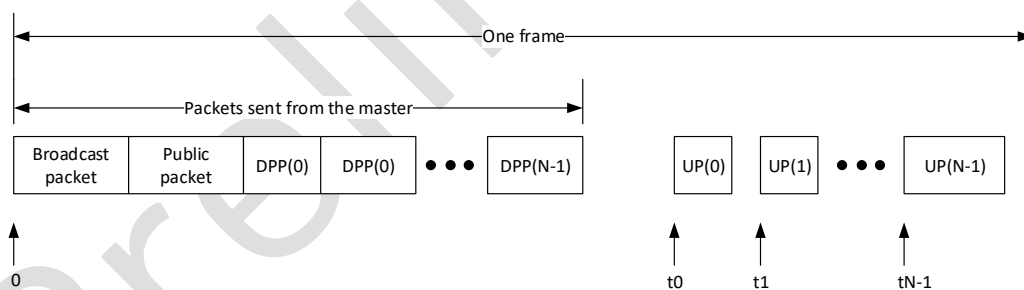 One frame
Packets sent from the master
Broadcast
packet
Public
packet
DPP(0)
DPP(0)
DPP(N-1)
UP(0)
UP(1)
UP(N-1)
0
t0
t1
tN-1